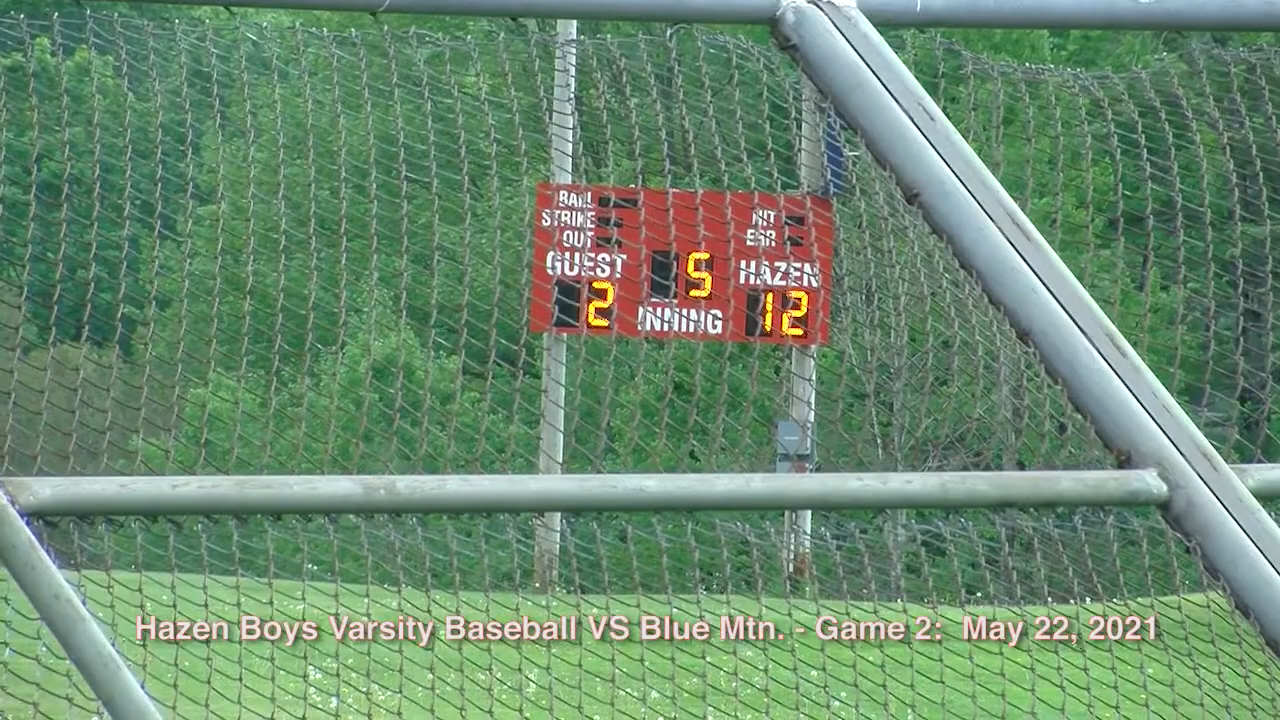 BALL
STRIKE
OUT
HIT
ERR
GUEST
5
HAZEN
2
INNING
12
Hazen Boys Varsity Baseball VS Blue Mtn. - Game 2: May 22, 2021